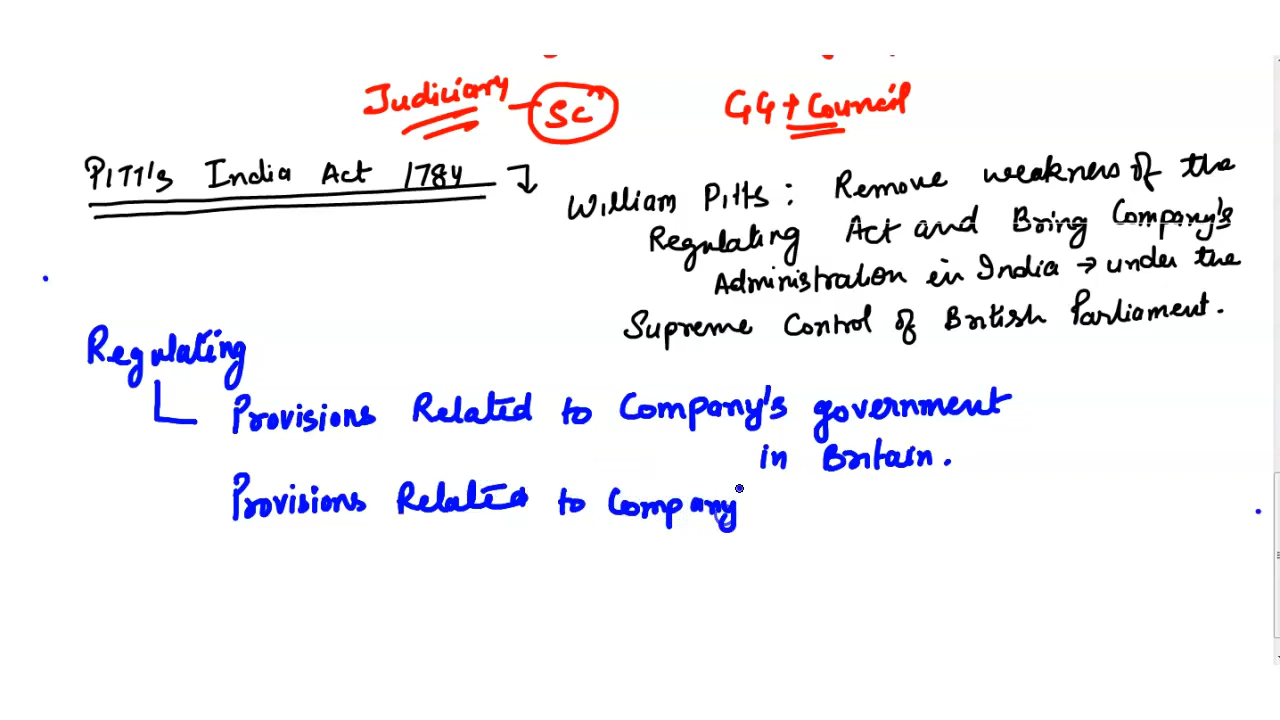 Judiciary - SC GG + Council
PITT's India Act 1784
William Pitts : Remove weakness of the
Regulating Act and Bring Company's
Administration in India → under the
Supreme Control of British Parliament.
Regulating
Provisions Related to Company's government
in Britain.
Provisions Related to Company